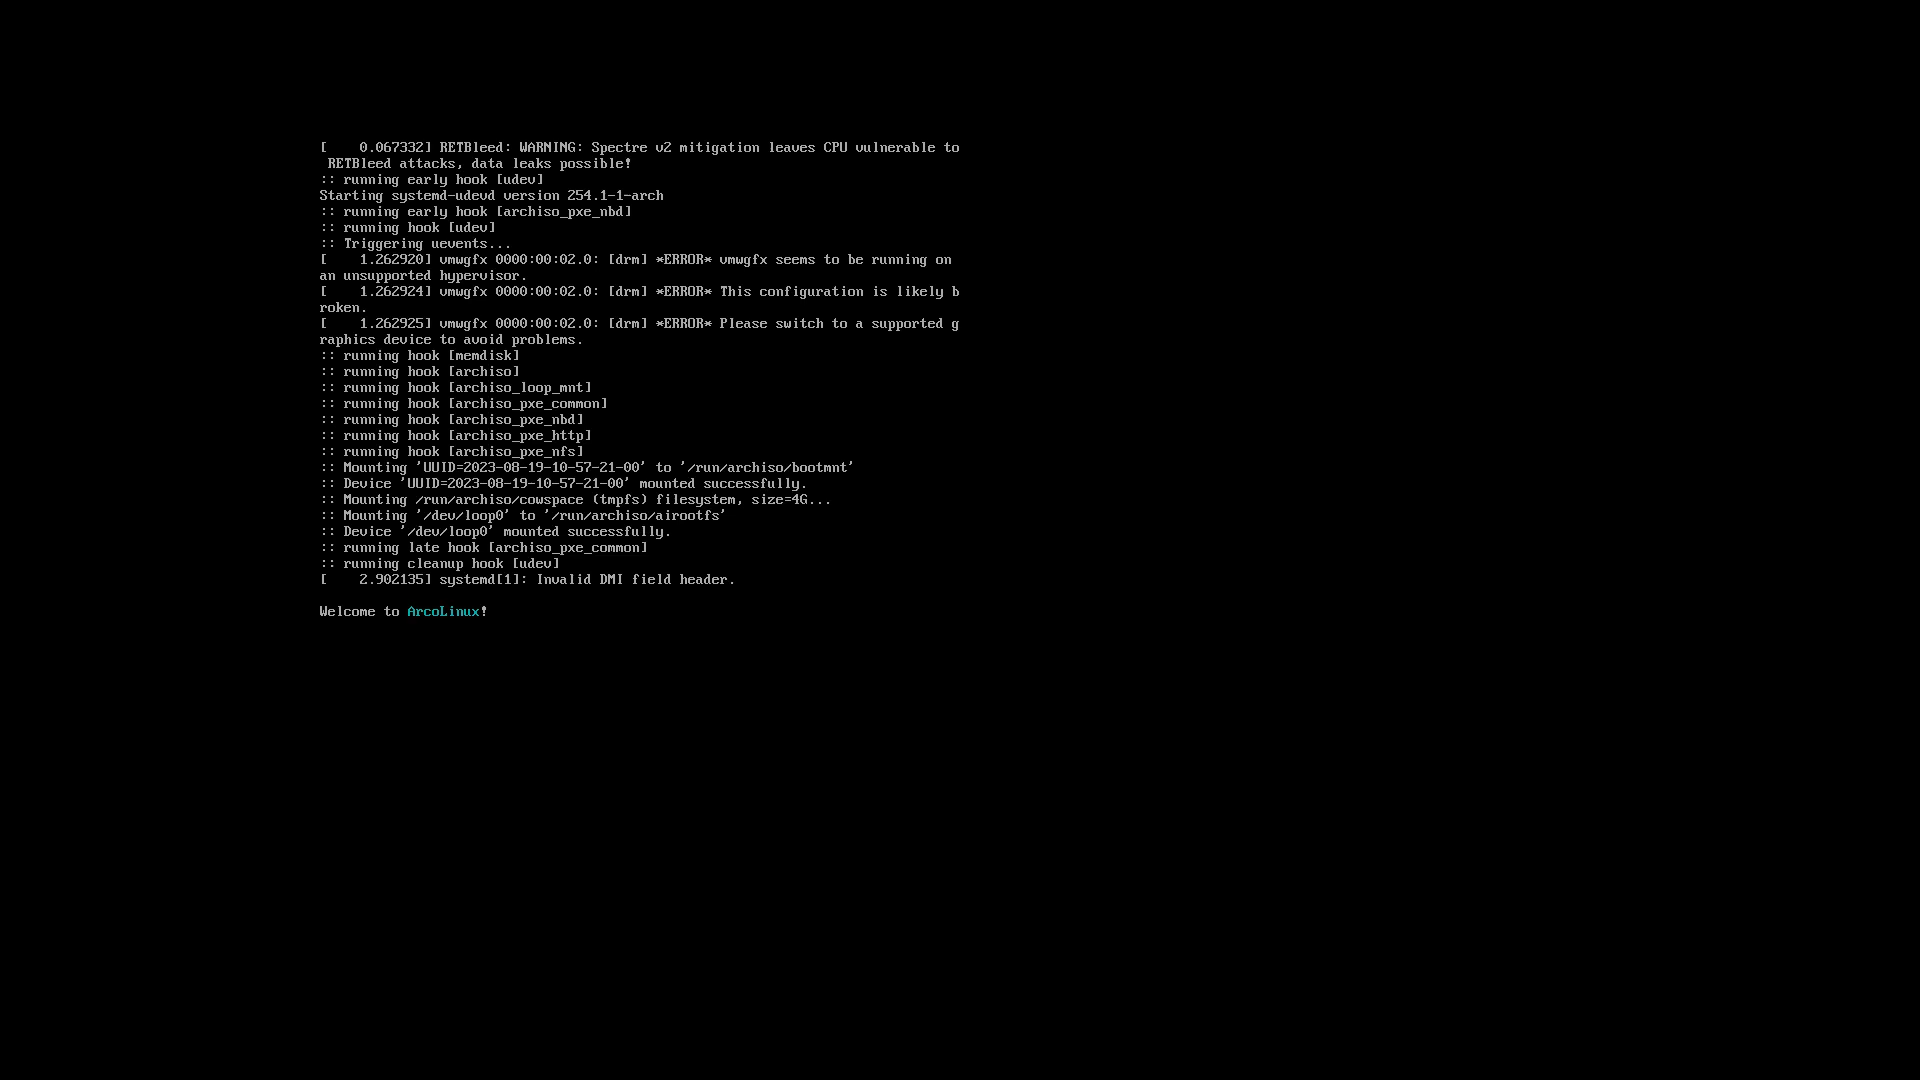 [    0.067332] RETBleed: WARNING: Spectre v2 mitigation leaves CPU vulnerable to
 RETBleed attacks, data leaks possible!
:: running early hook [udev]
Starting systemd-udevd version 254.1-1-arch
:: running early hook [archiso_pxe_nbd]
:: running hook [udev]
:: Triggering uevents...
[    1.262920] vmwgfx 0000:00:02.0: [drm] *ERROR* vmwgfx seems to be running on
an unsupported hypervisor.
[    1.262924] vmwgfx 0000:00:02.0: [drm] *ERROR* This configuration is likely b
roken.
[    1.262925] vmwgfx 0000:00:02.0: [drm] *ERROR* Please switch to a supported g
raphics device to avoid problems.
:: running hook [memdisk]
:: running hook [archiso]
:: running hook [archiso_loop_mnt]
:: running hook [archiso_pxe_common]
:: running hook [archiso_pxe_nbd]
:: running hook [archiso_pxe_http]
:: running hook [archiso_pxe_nfs]
:: Mounting 'UUID=2023-08-19-10-57-21-00' to '/run/archiso/bootmnt'
:: Device 'UUID=2023-08-19-10-57-21-00' mounted successfully.
:: Mounting /run/archiso/cowspace (tmpfs) filesystem, size=4G...
:: Mounting '/dev/loop0' to '/run/archiso/airootfs'
:: Device '/dev/loop0' mounted successfully.
:: running late hook [archiso_pxe_common]
:: running cleanup hook [udev]
[    2.902135] systemd[1]: Invalid DMI field header.
Welcome to ArcoLinux!